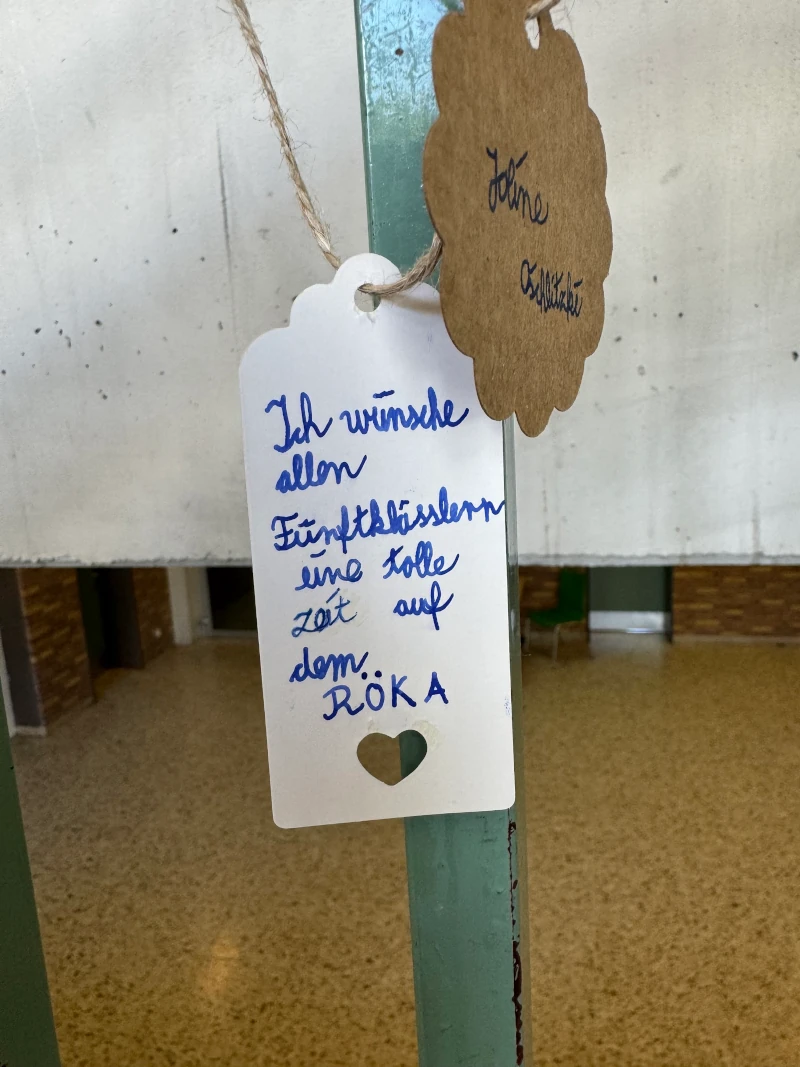 Joline
Ich wünsche
allen
Fünftklässlern
eine tolle
zeit auf
dem
RÖKA